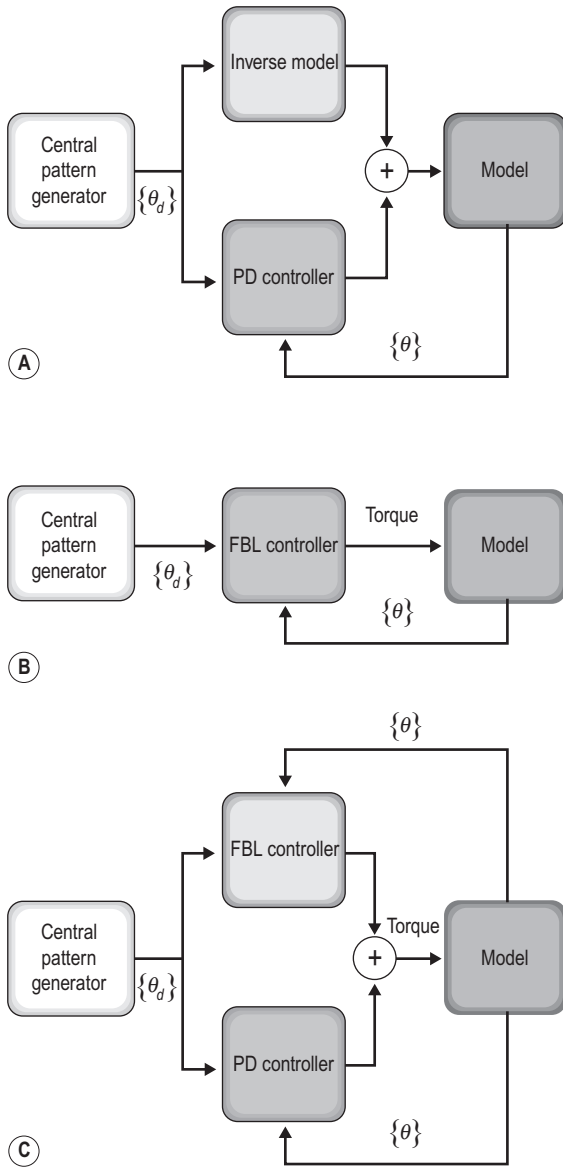 Inverse model
Central
pattern
generator
{θd}
+
Model
PD controller
{θ}
A
Central
pattern
generator
{θd}
FBL controller
Torque
Model
{θ}
B
{θ}
FBL controller
Central
pattern
generator
{θd}
Torque
+
Model
PD controller
{θ}
C